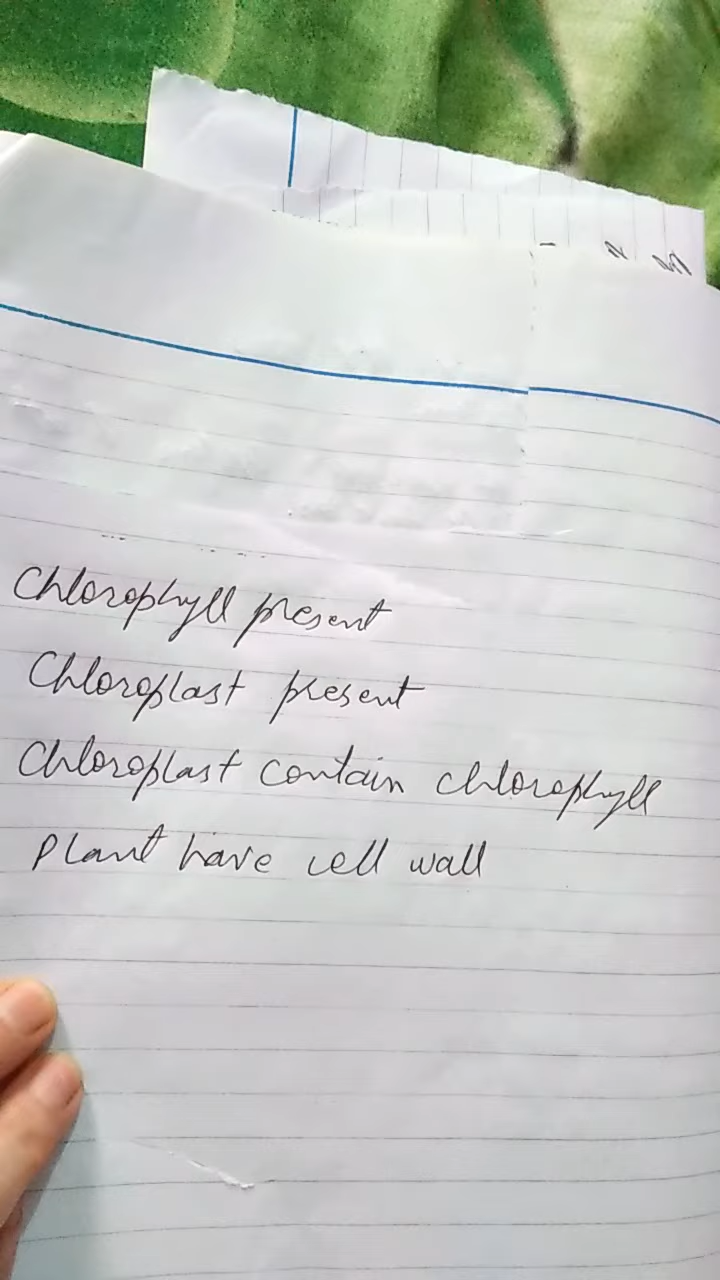 Chlorophyll present
Chloroplast present
Chloroplast contain chlorophyll
Plant have cell wall